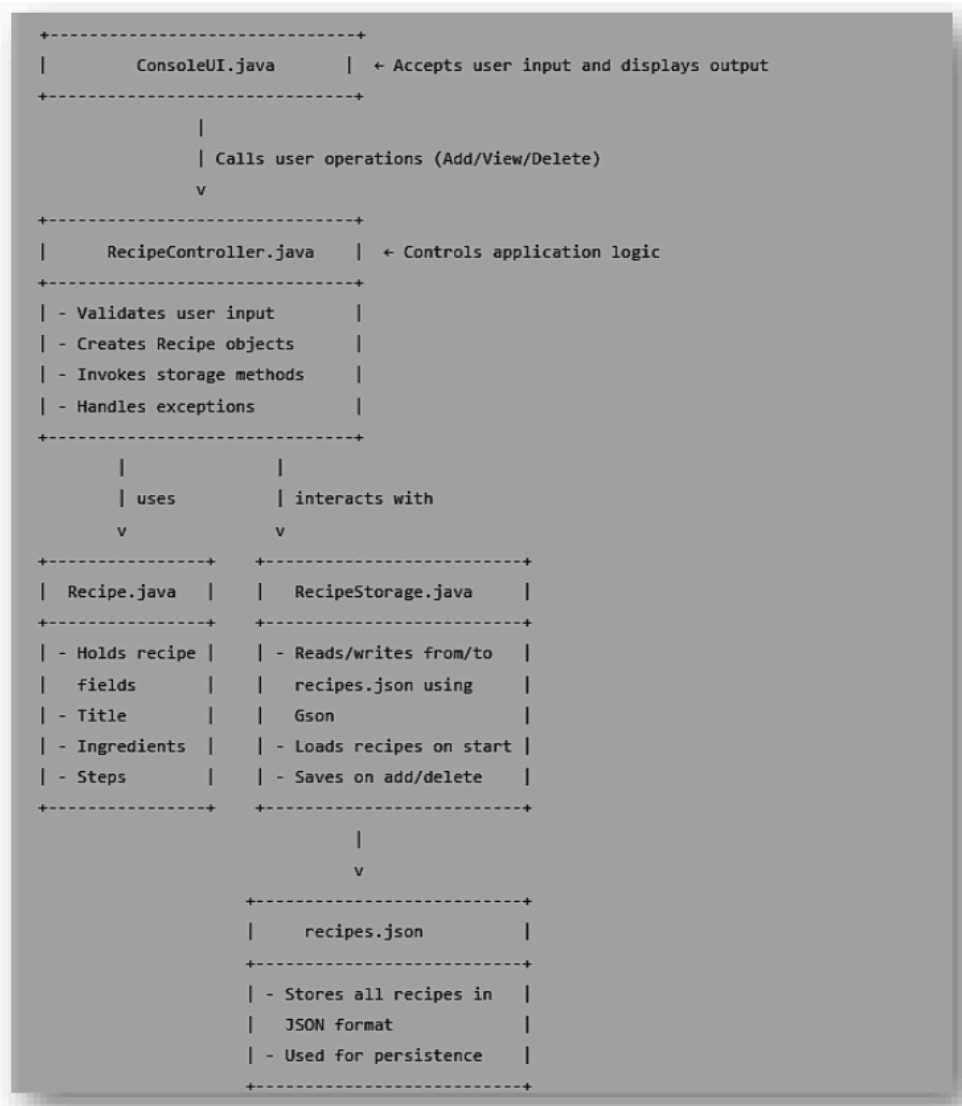 +-------------------------------+
|         ConsoleUI.java        |  ← Accepts user input and displays output
+-------------------------------+
                |
                | Calls user operations (Add/View/Delete)
                v
+-------------------------------+
|      RecipeController.java    |  ← Controls application logic
+-------------------------------+
| - Validates user input        |
| - Creates Recipe objects      |
| - Invokes storage methods     |
| - Handles exceptions          |
+-------------------------------+
        |               |
        | uses          | interacts with
        v               v
+----------------+    +--------------------------+
|  Recipe.java   |    |   RecipeStorage.java     |
+----------------+    +--------------------------+
| - Holds recipe |    | - Reads/writes from/to   |
|   fields       |    |   recipes.json using     |
| - Title        |    |   Gson                   |
| - Ingredients  |    | - Loads recipes on start |
| - Steps        |    | - Saves on add/delete    |
+----------------+    +--------------------------+
                                |
                                v
                     +---------------------------+
                     |     recipes.json          |
                     +---------------------------+
                     | - Stores all recipes in   |
                     |   JSON format             |
                     | - Used for persistence    |
                     +---------------------------+